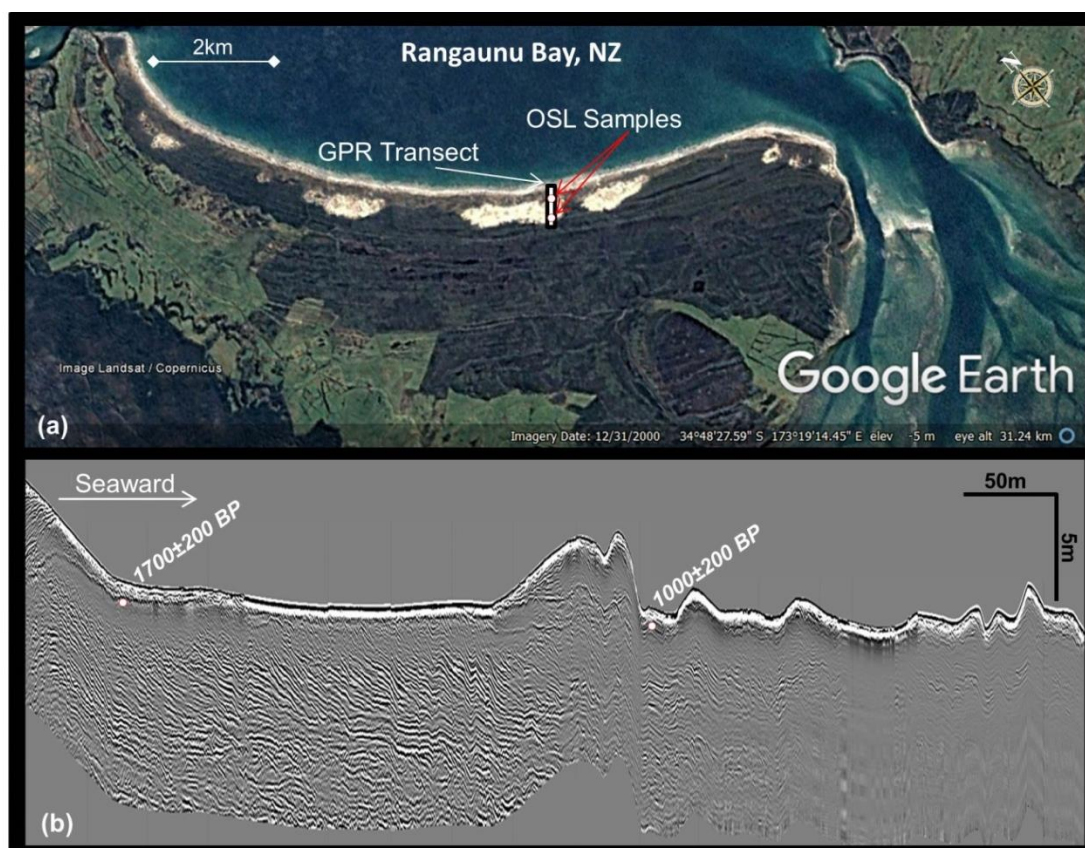 2km
Rangaunu Bay, NZ
N
OSL Samples
GPR Transect
Image Landsat / Copernicus
Google Earth
(a)
Imagery Date: 12/31/2000 34°48'27.59" S 173°19'14.45" E elev -5 m eye alt 31.24 km
Seaward
50m
5m
1700±200 BP
1000±200 BP
(b)